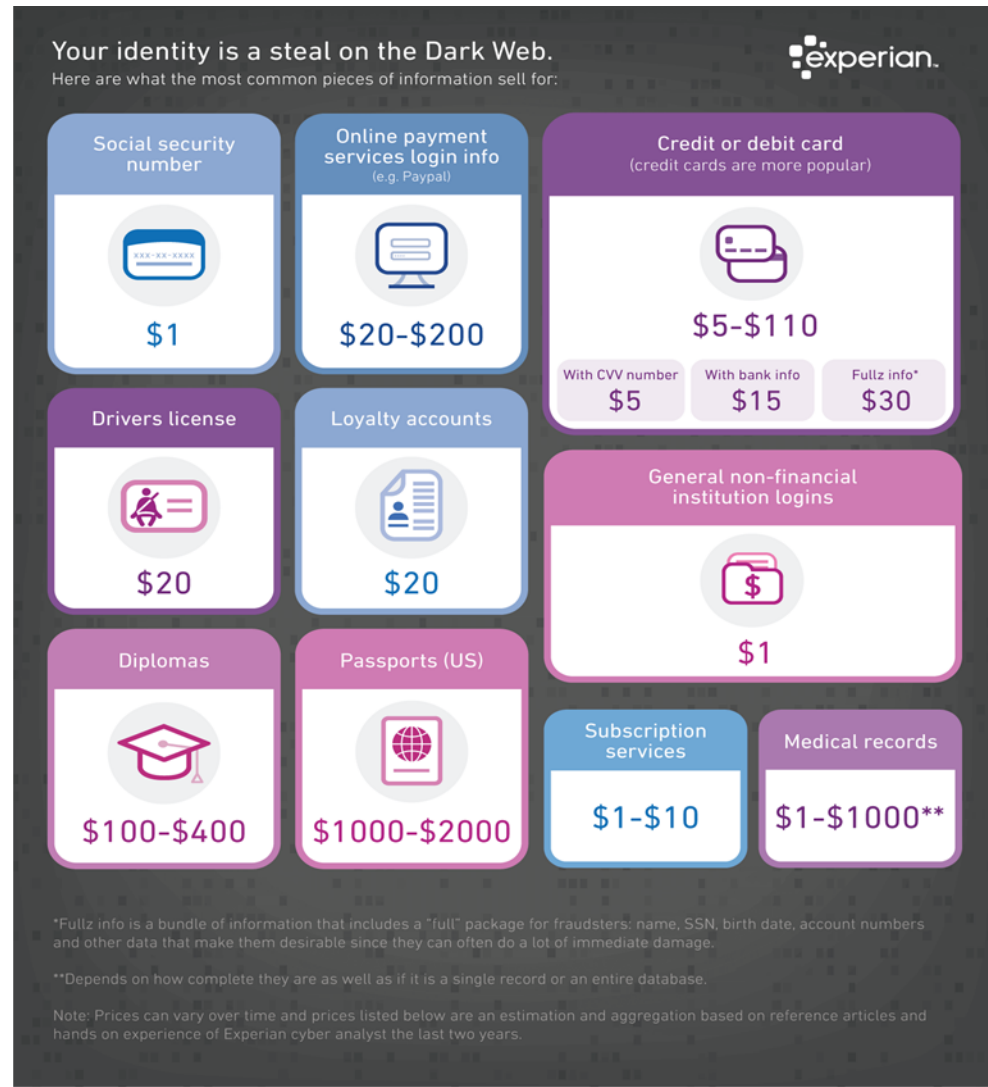 Your identity is a steal on the Dark Web.
Here are what the most common pieces of information sell for:
experian™
Social security
number
XXX-XX-XXXX
$1
Online payment
services login info
(e.g. Paypal)
$20-$200
Credit or debit card
(credit cards are more popular)
$5-$110
With CVV number
$5
With bank info
$15
Fullz info*
$30
Drivers license
$20
Loyalty accounts
$20
General non-financial
institution logins
$
$1
Diplomas
$100-$400
Passports (US)
$1000-$2000
Subscription
services
$1-$10
Medical records
$1-$1000**
*Fullz info is a bundle of information that includes a "full" package for fraudsters: name, SSN, birth date, account numbers
and other data that make them desirable since they can often do a lot of immediate damage.
**Depends on how complete they are as well as if it is a single record or an entire database.
Note: Prices can vary over time and prices listed below are an estimation and aggregation based on reference articles and
hands on experience of Experian cyber analyst the last two years.